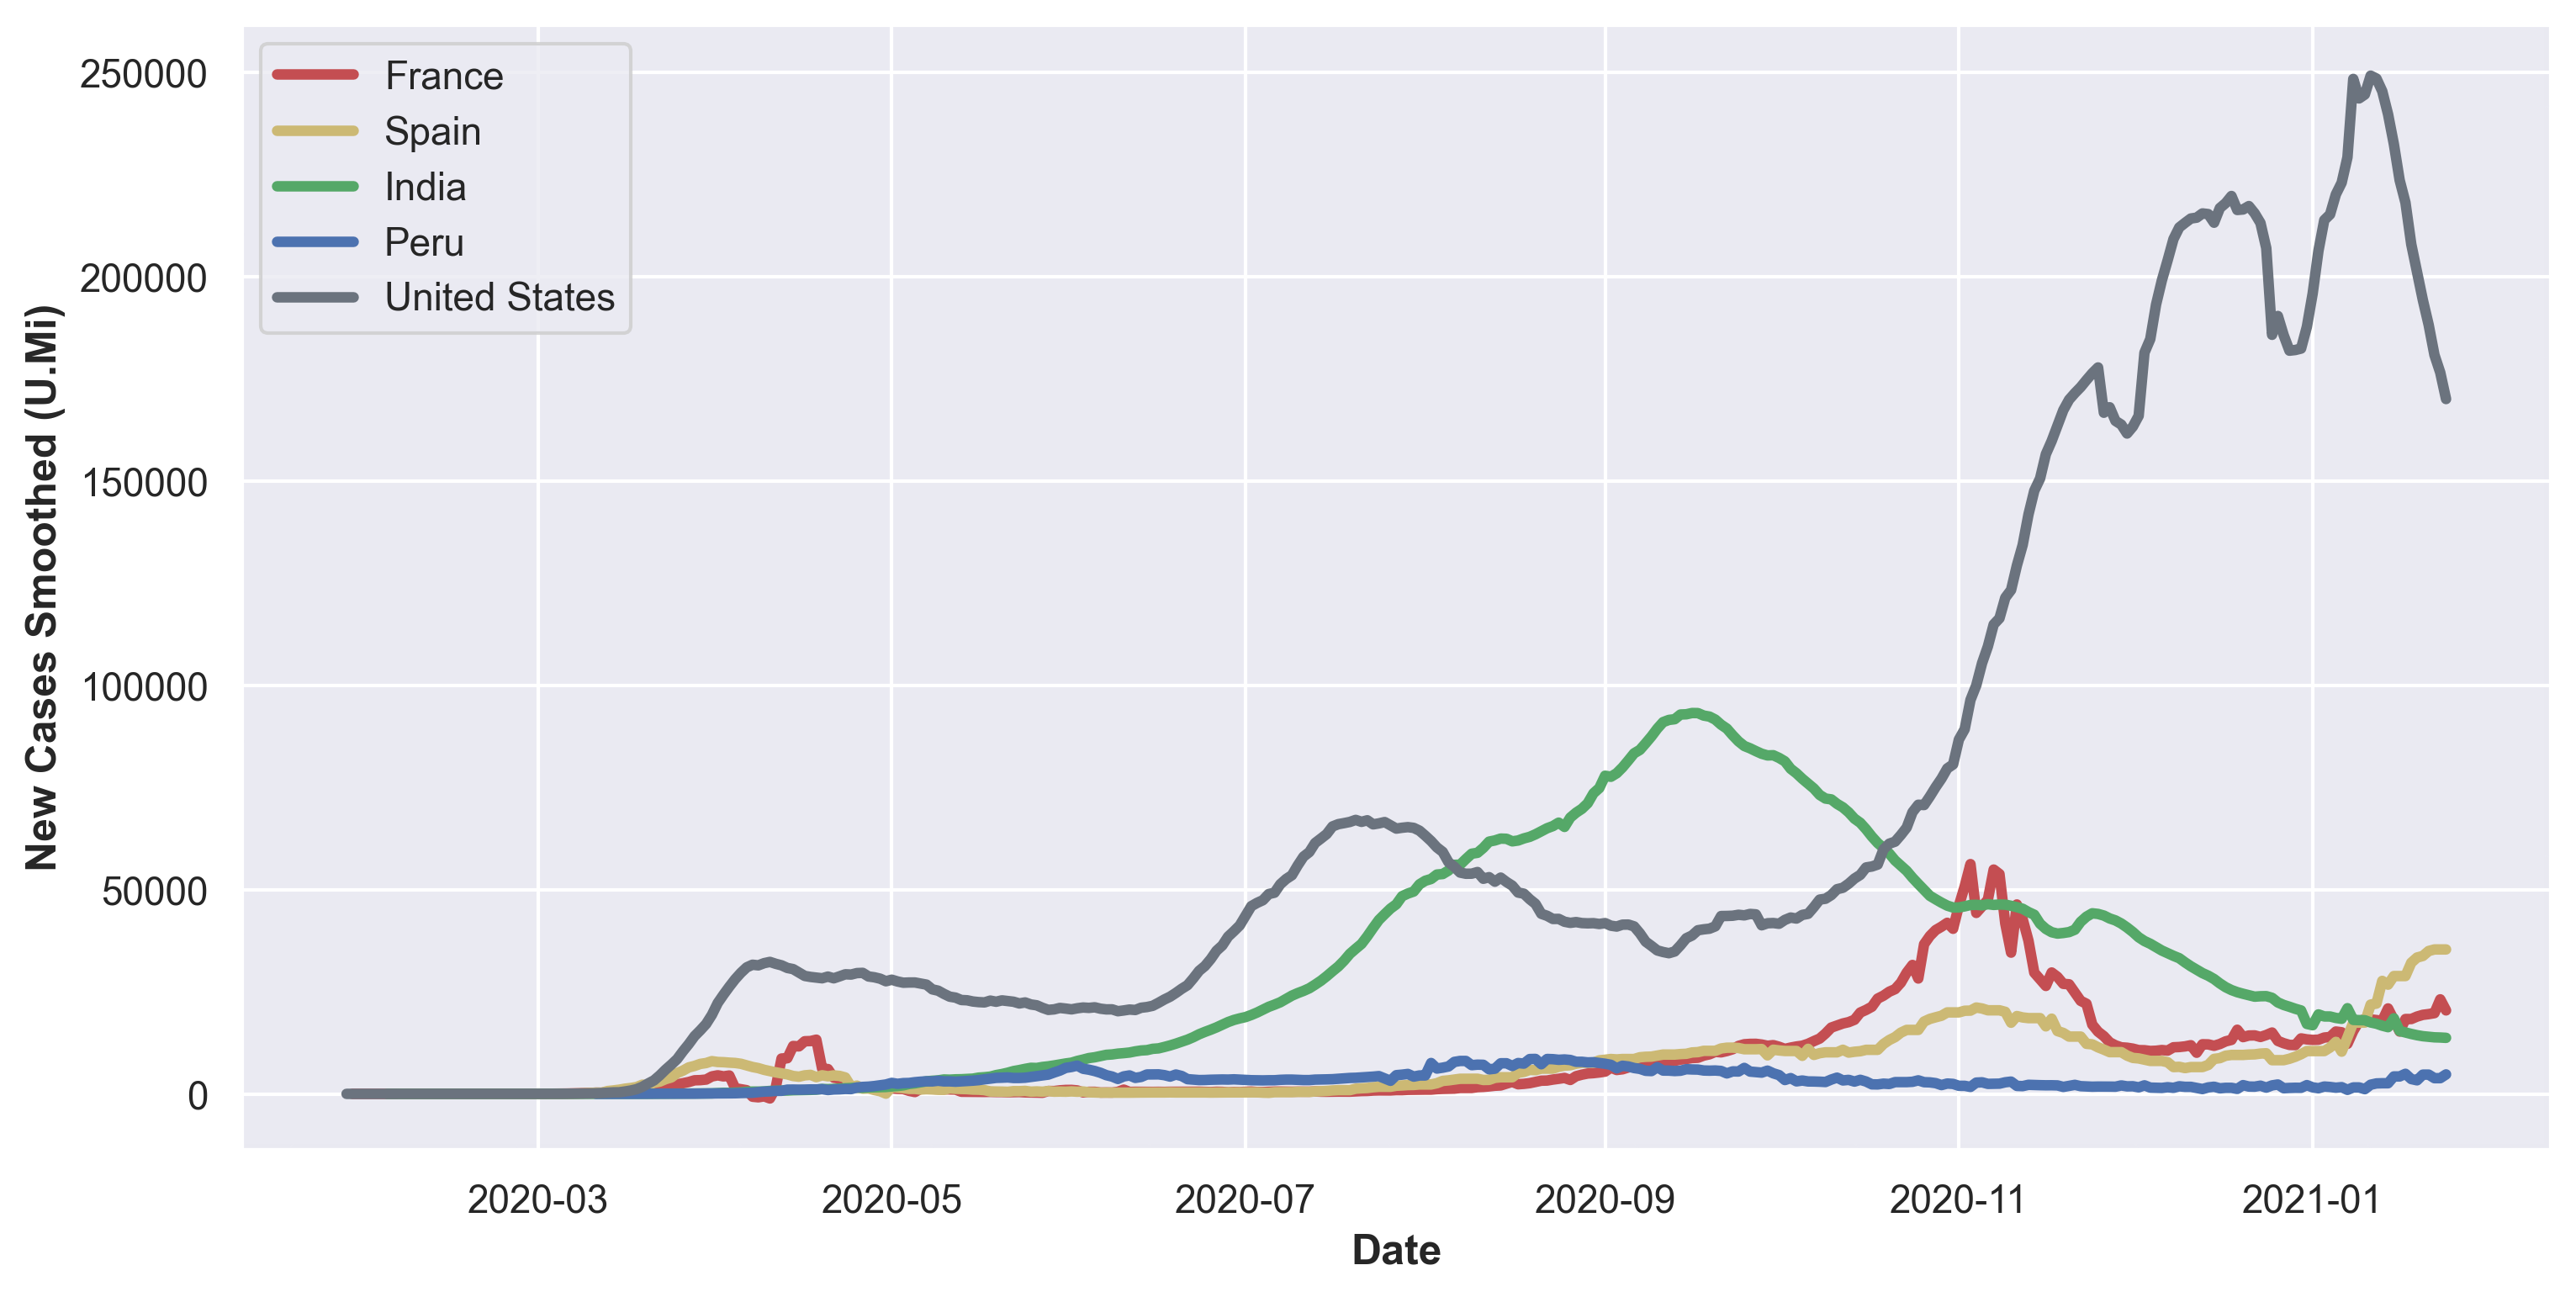 250000
200000
150000
100000
50000
0
New Cases Smoothed (U.Mi)
France
Spain
India
Peru
United States
2020-03 2020-05 2020-07 2020-09 2020-11 2021-01
Date